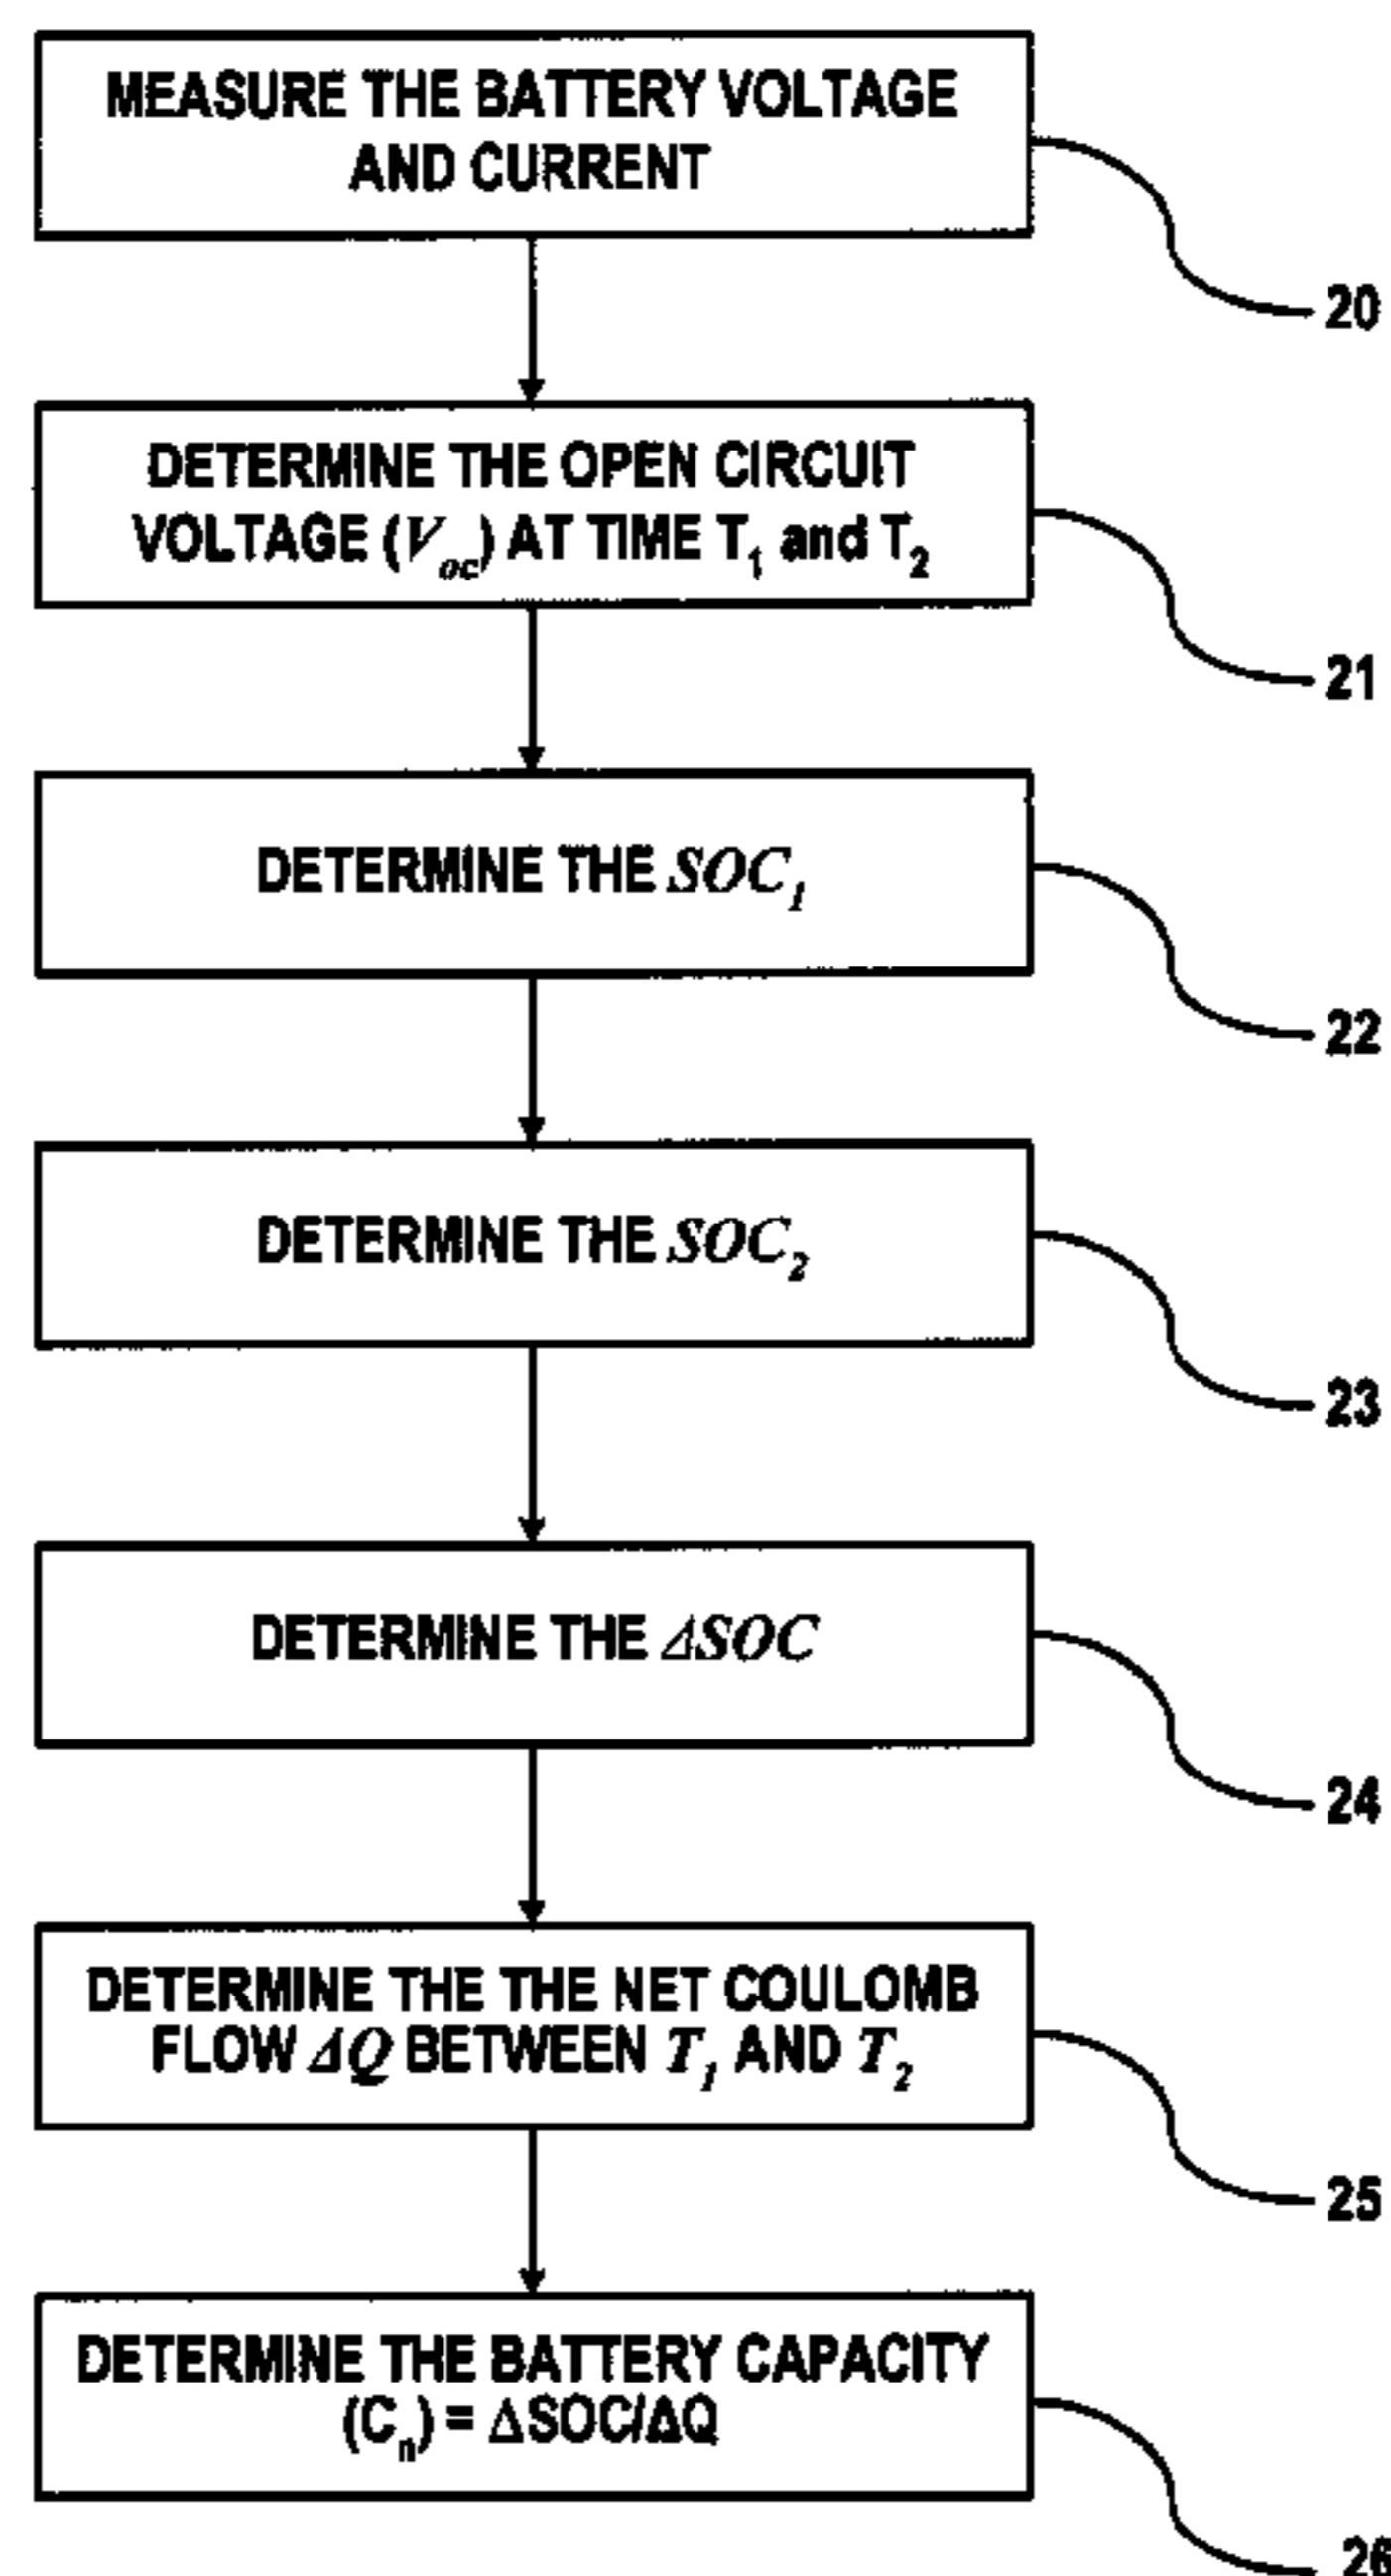 MEASURE THE BATTERY VOLTAGE
AND CURRENT
20
DETERMINE THE OPEN CIRCUIT
VOLTAGE (Voc) AT TIME T1 and T2
21
DETERMINE THE SOC1
22
DETERMINE THE SOC2
23
DETERMINE THE ΔSOC
24
DETERMINE THE THE NET COULOMB
FLOW ΔQ BETWEEN T1 AND T2
25
DETERMINE THE BATTERY CAPACITY
(Cn) = ΔSOC/ΔQ
26